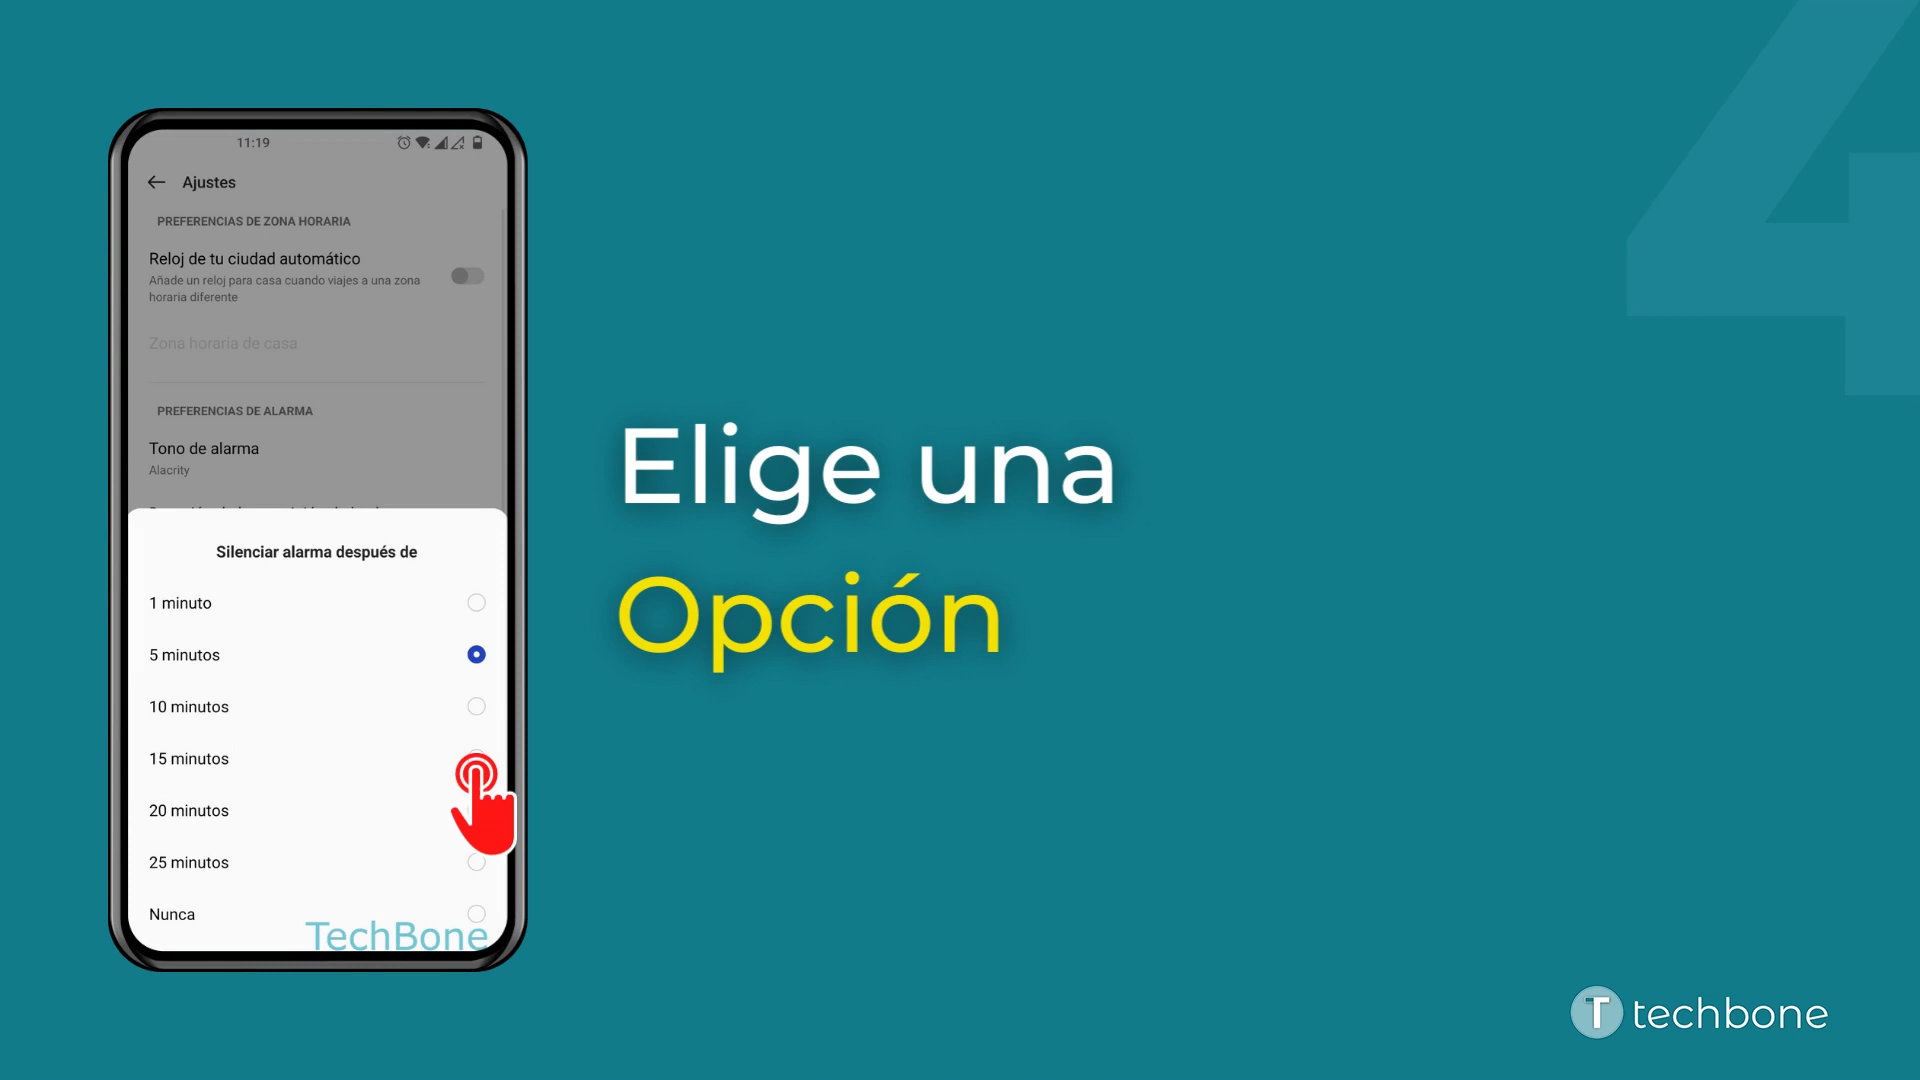 4
11:19
Ajustes
PREFERENCIAS DE ZONA HORARIA
Reloj de tu ciudad automático
Añade un reloj para casa cuando viajes a una zona
horaria diferente
Zona horaria de casa
PREFERENCIAS DE ALARMA
Tono de alarma
Alacrity
Silenciar alarma después de
1 minuto
5 minutos
10 minutos
15 minutos
20 minutos
25 minutos
Nunca
TechBone
Elige una
Opción
T techbone